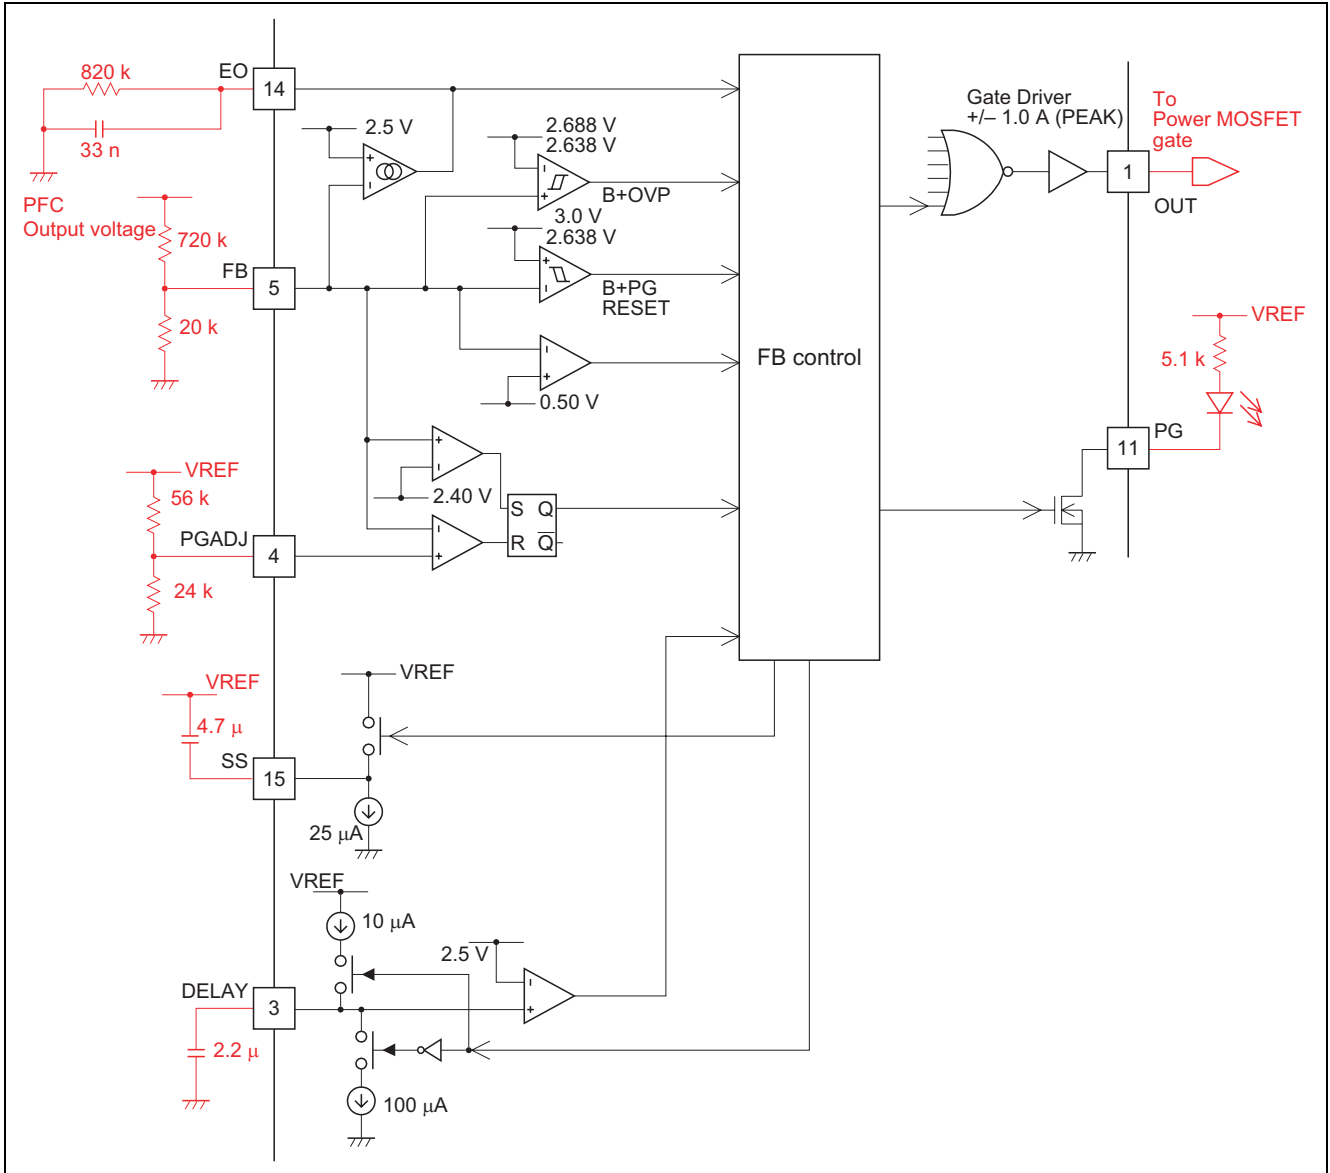 820 k
EO
14
33 n
2.5 V
2.688 V
2.638 V
B+OVP
Gate Driver
+/– 1.0 A (PEAK)
To
Power MOSFET
gate
1
OUT
PFC
Output voltage
720 k
FB
5
20 k
3.0 V
2.638 V
B+PG
RESET
0.50 V
FB control
VREF
5.1 k
PG
11
VREF
56 k
PGADJ
4
24 k
2.40 V
S Q
R Q
VREF
4.7 µ
SS
15
VREF
25 µA
VREF
10 µA
2.5 V
DELAY
3
2.2 µ
100 µA